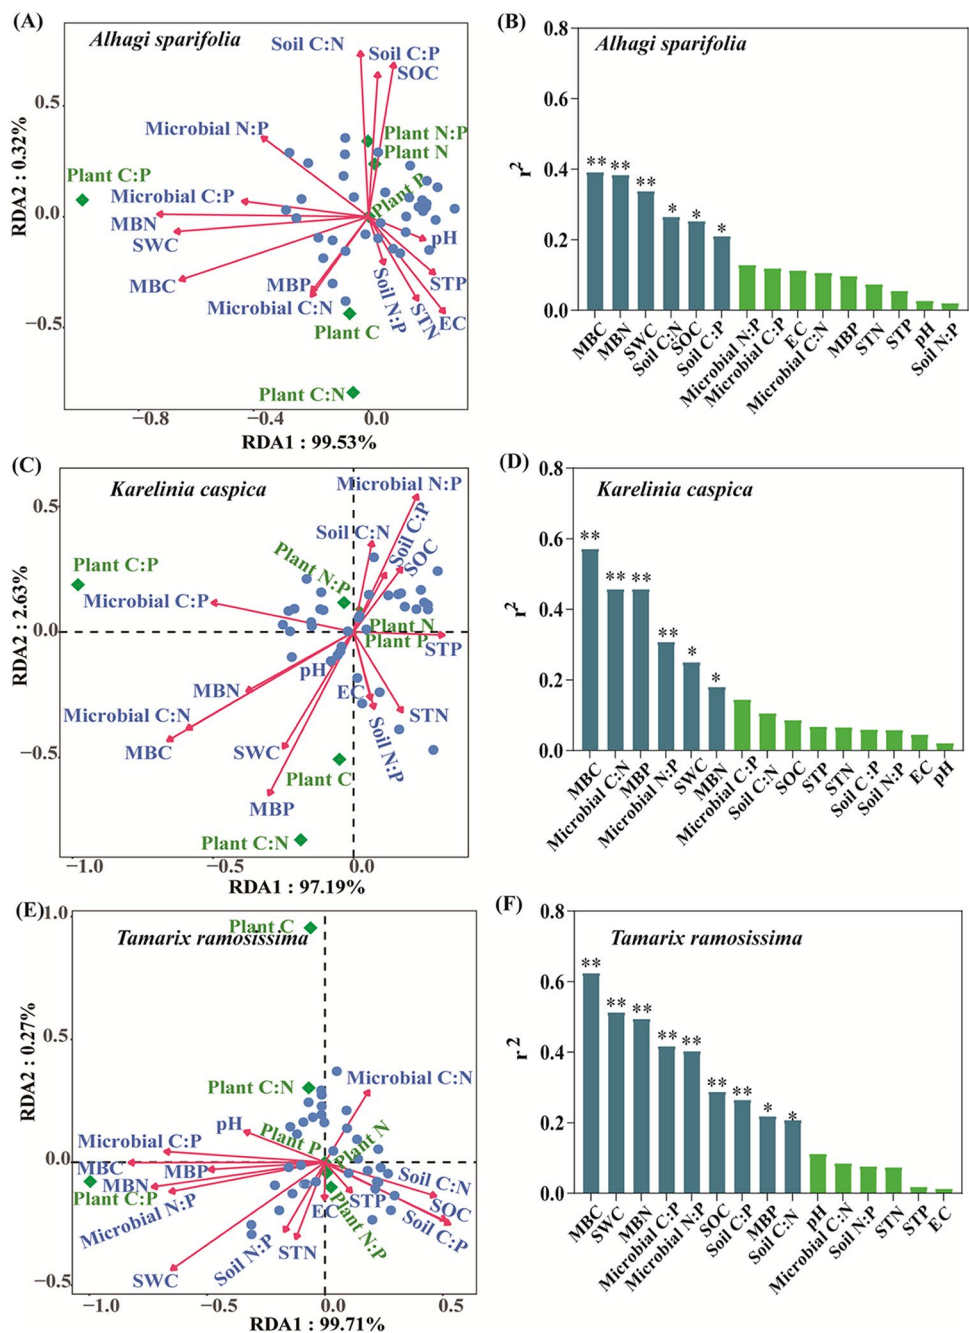 (A)
Alhagi sparifolia
Soil C:N
Soil C:P
SOC
Microbial N:P
Plant N:P
Plant N
Plant C:P
Plant P
Microbial C:P
MBN
SWC
pH
MBC
MBP
Microbial C:N
Soil N:P
STP
STN
EC
Plant C
Plant C:N
0.5
0.0
−0.5
RDA2 : 0.32%
−0.8
−0.4
0.0
RDA1 : 99.53%
(B)
Alhagi sparifolia
0.8
0.6
0.4
0.2
0.0
r2
**
**
**
*
*
*
MBC
MBN
SWC
Soil C:N
SOC
Soil C:P
Microbial N:P
Microbial C:P
EC
Microbial C:N
MBP
STN
STP
pH
Soil N:P
(C)
Karelinia caspica
Microbial N:P
Soil C:N
Soil C:P
SOC
Plant N:P
Plant C:P
Microbial C:P
Plant N
Plant P
STP
pH
MBN
EC
Microbial C:N
STN
MBC
SWC
Soil N:P
Plant C
MBP
Plant C:N
0.5
0.0
−0.5
RDA2 : 2.63%
−1.0
−0.5
0.0
RDA1 : 97.19%
(D)
Karelinia caspica
0.8
0.6
0.4
0.2
0.0
r2
**
**
**
**
*
*
MBC
Microbial C:N
MBP
Microbial N:P
SWC
MBN
Microbial C:P
Soil C:N
SOC
STP
STN
Soil C:P
Soil N:P
EC
pH
(E)
Plant C
Tamarix ramosissima
Plant C:N
Microbial C:N
pH
Plant P
Plant N
Microbial C:P
MBC
MBP
MBN
Plant C:P
Microbial N:P
Soil C:N
STP
SOC
EC
Soil C:P
Plant N:P
STN
Soil N:P
SWC
1.0
0.5
0.0
−0.5
RDA2 : 0.27%
−1.0
−0.5
0.0
0.5
RDA1 : 99.71%
(F)
Tamarix ramosissima
0.8
0.6
0.4
0.2
0.0
r2
**
**
**
**
**
**
**
*
*
MBC
SWC
MBN
Microbial C:P
Microbial N:P
SOC
Soil C:P
MBP
Soil C:N
pH
Microbial C:N
Soil N:P
STN
STP
EC